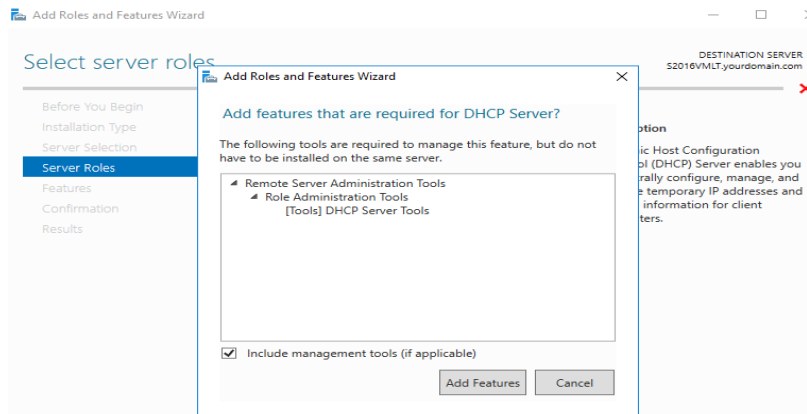 Add Roles and Features Wizard
Select server roles
DESTINATION SERVER
S2016VMLT.yourdomain.com
Before You Begin
Installation Type
Server Selection
Server Roles
Features
Confirmation
Results
Add Roles and Features Wizard
Add features that are required for DHCP Server?
The following tools are required to manage this feature, but do not
have to be installed on the same server.
Remote Server Administration Tools
Role Administration Tools
[Tools] DHCP Server Tools
Include management tools (if applicable)
Add Features
Cancel
ption
ic Host Configuration
ol (DHCP) Server enables you
rally configure, manage, and
e temporary IP addresses and
information for client
ters.